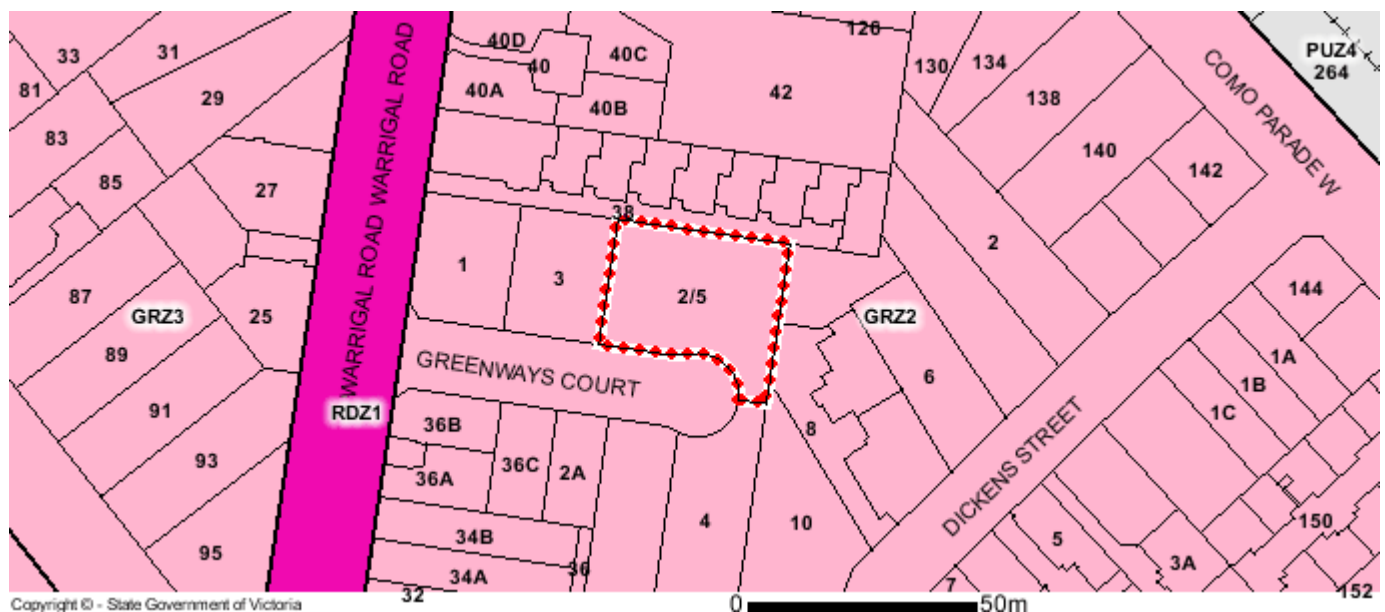 33
31
81
29
83
85
27
40D
40
40C
40A
40B
42
126
130
134
138
140
142
PUZ4
264
COMO PARADE W
WARRIGAL ROAD WARRIGAL ROAD
38
1
3
2/5
2
87
GRZ3
25
89
91
93
95
RDZ1
GREENWAYS COURT
GRZ2
6
8
144
1A
1B
1C
36B
36A
36C
2A
34B
34A
36
32
4
10
DICKENS STREET
5
7
3A
150
152
Copyright © - State Government of Victoria
0 50m